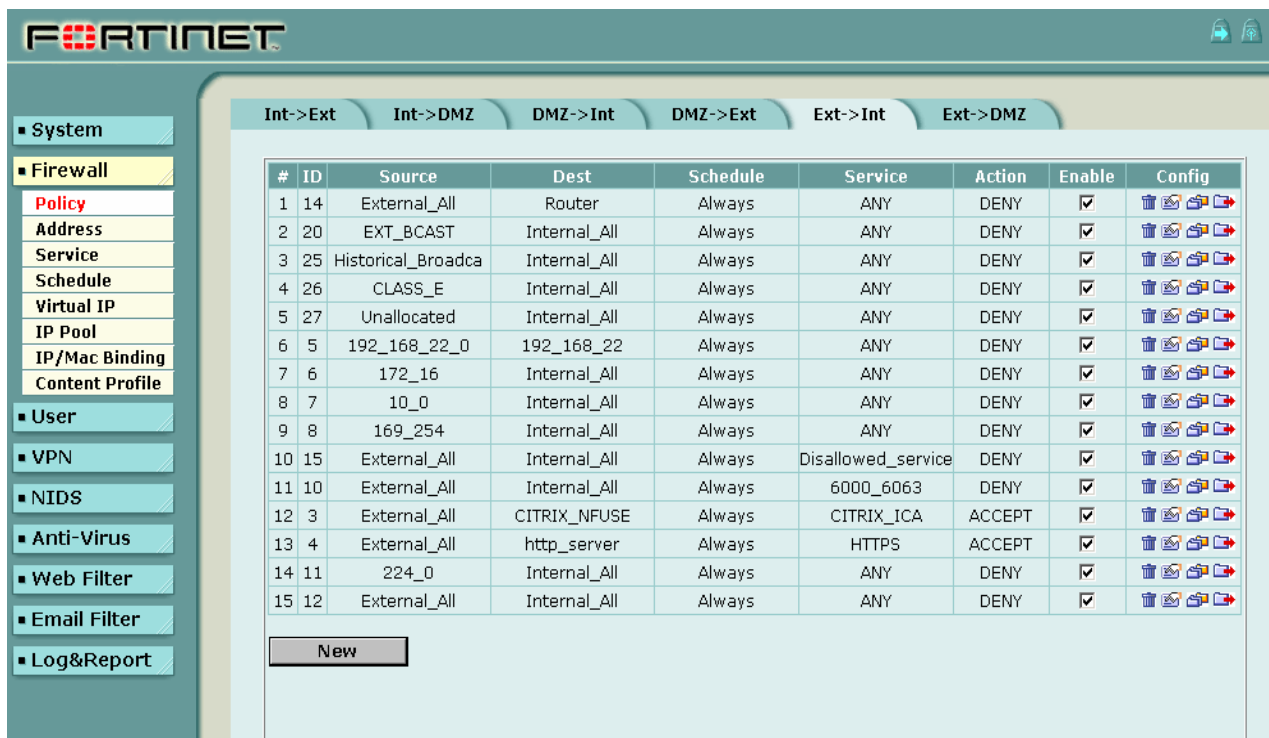 FORTINET
Int->Ext Int->DMZ DMZ->Int DMZ->Ext Ext->Int Ext->DMZ
System
Firewall
Policy
Address
Service
Schedule
Virtual IP
IP Pool
IP/Mac Binding
Content Profile
User
VPN
NIDS
Anti-Virus
Web Filter
Email Filter
Log&Report
# ID Source Dest Schedule Service Action Enable Config
1 14 External_All Router Always ANY DENY
2 20 EXT_BCAST Internal_All Always ANY DENY
3 25 Historical_Broadca Internal_All Always ANY DENY
4 26 CLASS_E Internal_All Always ANY DENY
5 27 Unallocated Internal_All Always ANY DENY
6 5 192_168_22_0 192_168_22 Always ANY DENY
7 6 172_16 Internal_All Always ANY DENY
8 7 10_0 Internal_All Always ANY DENY
9 8 169_254 Internal_All Always ANY DENY
10 15 External_All Internal_All Always Disallowed_service DENY
11 10 External_All Internal_All Always 6000_6063 DENY
12 3 External_All CITRIX_NFUSE Always CITRIX_ICA ACCEPT
13 4 External_All http_server Always HTTPS ACCEPT
14 11 224_0 Internal_All Always ANY DENY
15 12 External_All Internal_All Always ANY DENY
New